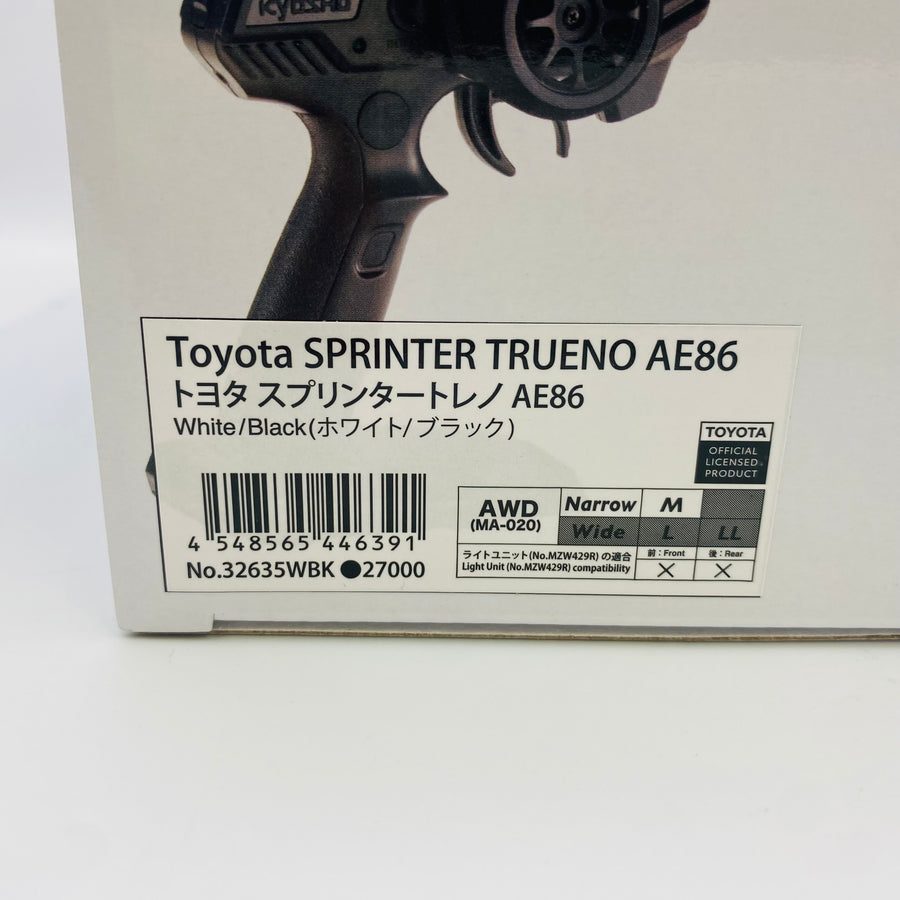 KYOSHO
Toyota SPRINTER TRUENO AE86
トヨタ スプリンタートレノ AE86
White/Black(ホワイト/ブラック)
TOYOTA
OFFICIAL
LICENSED
PRODUCT
AWD
(MA-020)
Narrow M
Wide L LL
4 548565 446391
No.32635WBK ●27000
ライトユニット(No.MZW429R) の適合
Light Unit (No.MZW429R) compatibility
前：Front 後：Rear
× ×